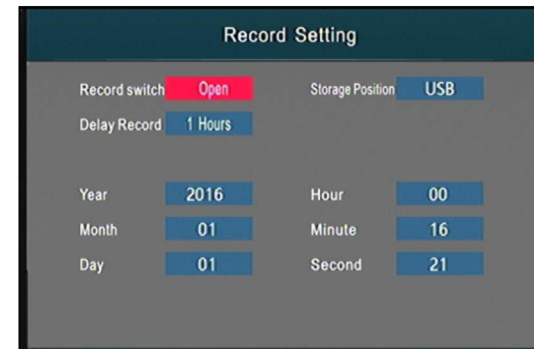 Record Setting
Record switch Open Storage Position USB
Delay Record 1 Hours
Year 2016 Hour 00
Month 01 Minute 16
Day 01 Second 21